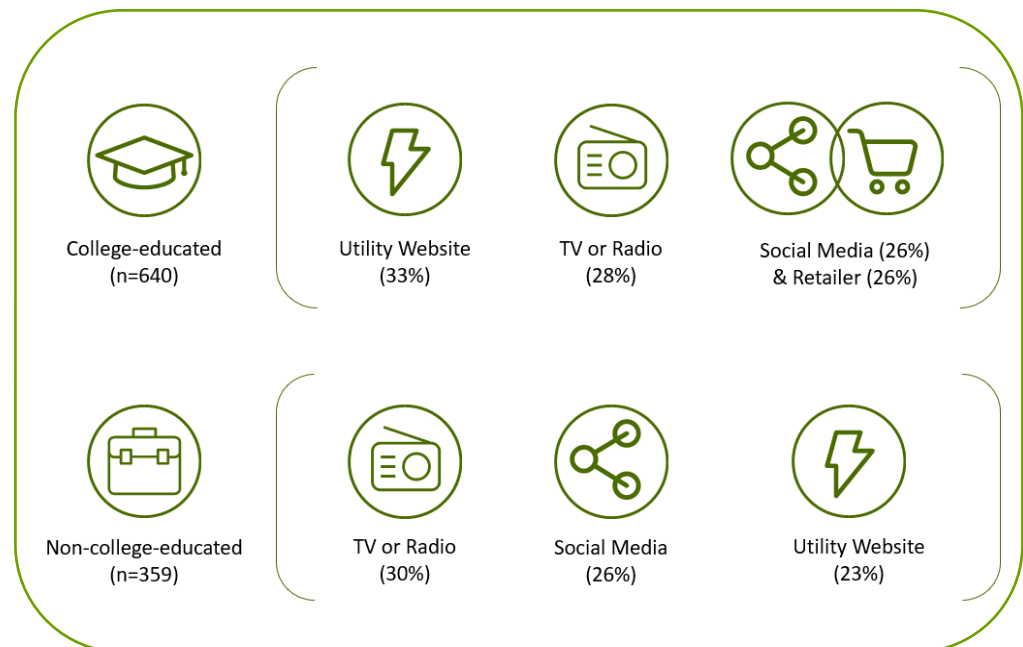 College-educated
(n=640)
Utility Website
(33%)
TV or Radio
(28%)
Social Media (26%)
& Retailer (26%)
Non-college-educated
(n=359)
TV or Radio
(30%)
Social Media
(26%)
Utility Website
(23%)